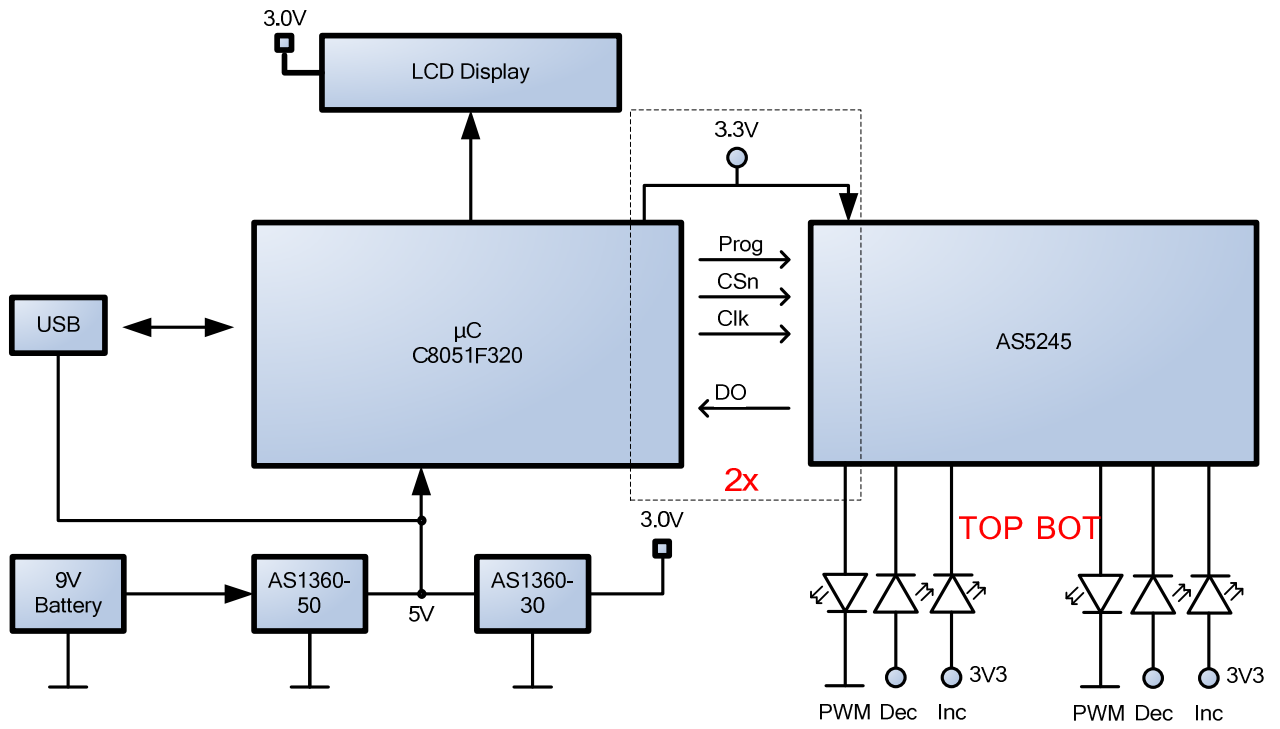 3.0V
LCD Display
3.3V
Prog
CSn
Clk
DO
2x
USB
µC
C8051F320
AS5245
TOP BOT
3.0V
9V
Battery
AS1360-
50
5V
AS1360-
30
3V3
3V3
PWM Dec Inc
PWM Dec Inc